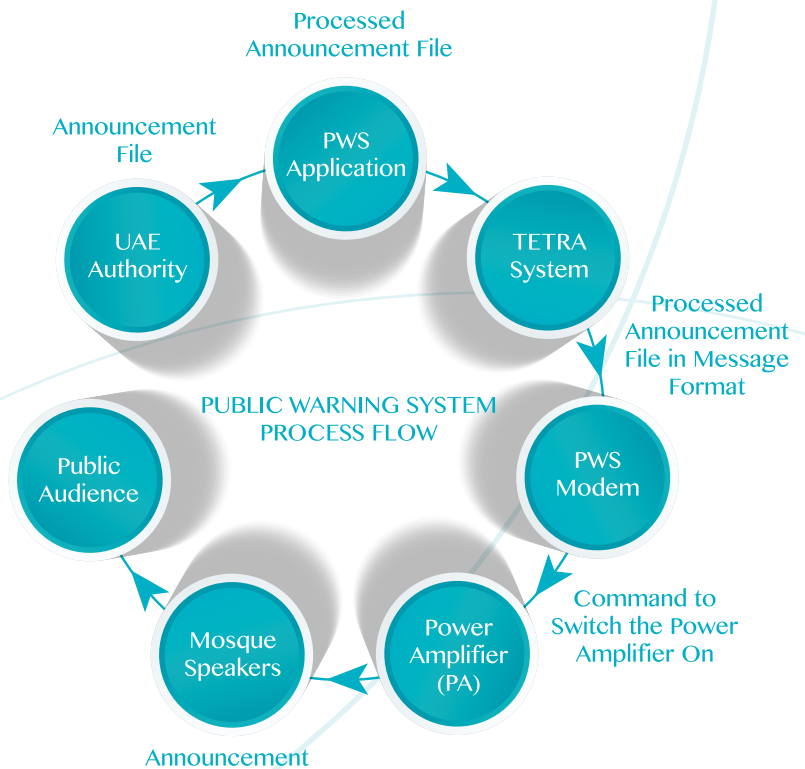 Processed
Announcement File
Announcement
File
PWS
Application
UAE
Authority
TETRA
System
Processed
Announcement
File in Message
Format
PUBLIC WARNING SYSTEM
PROCESS FLOW
Public
Audience
PWS
Modem
Command to
Switch the Power
Amplifier On
Power
Amplifier
(PA)
Mosque
Speakers
Announcement